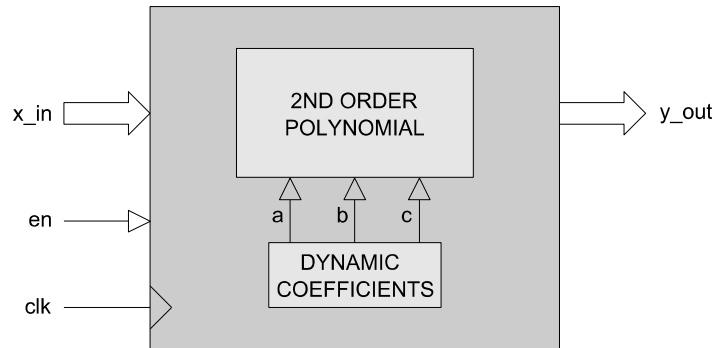 2ND ORDER
POLYNOMIAL
x_in
y_out
en
a
b
c
DYNAMIC
COEFFICIENTS
clk